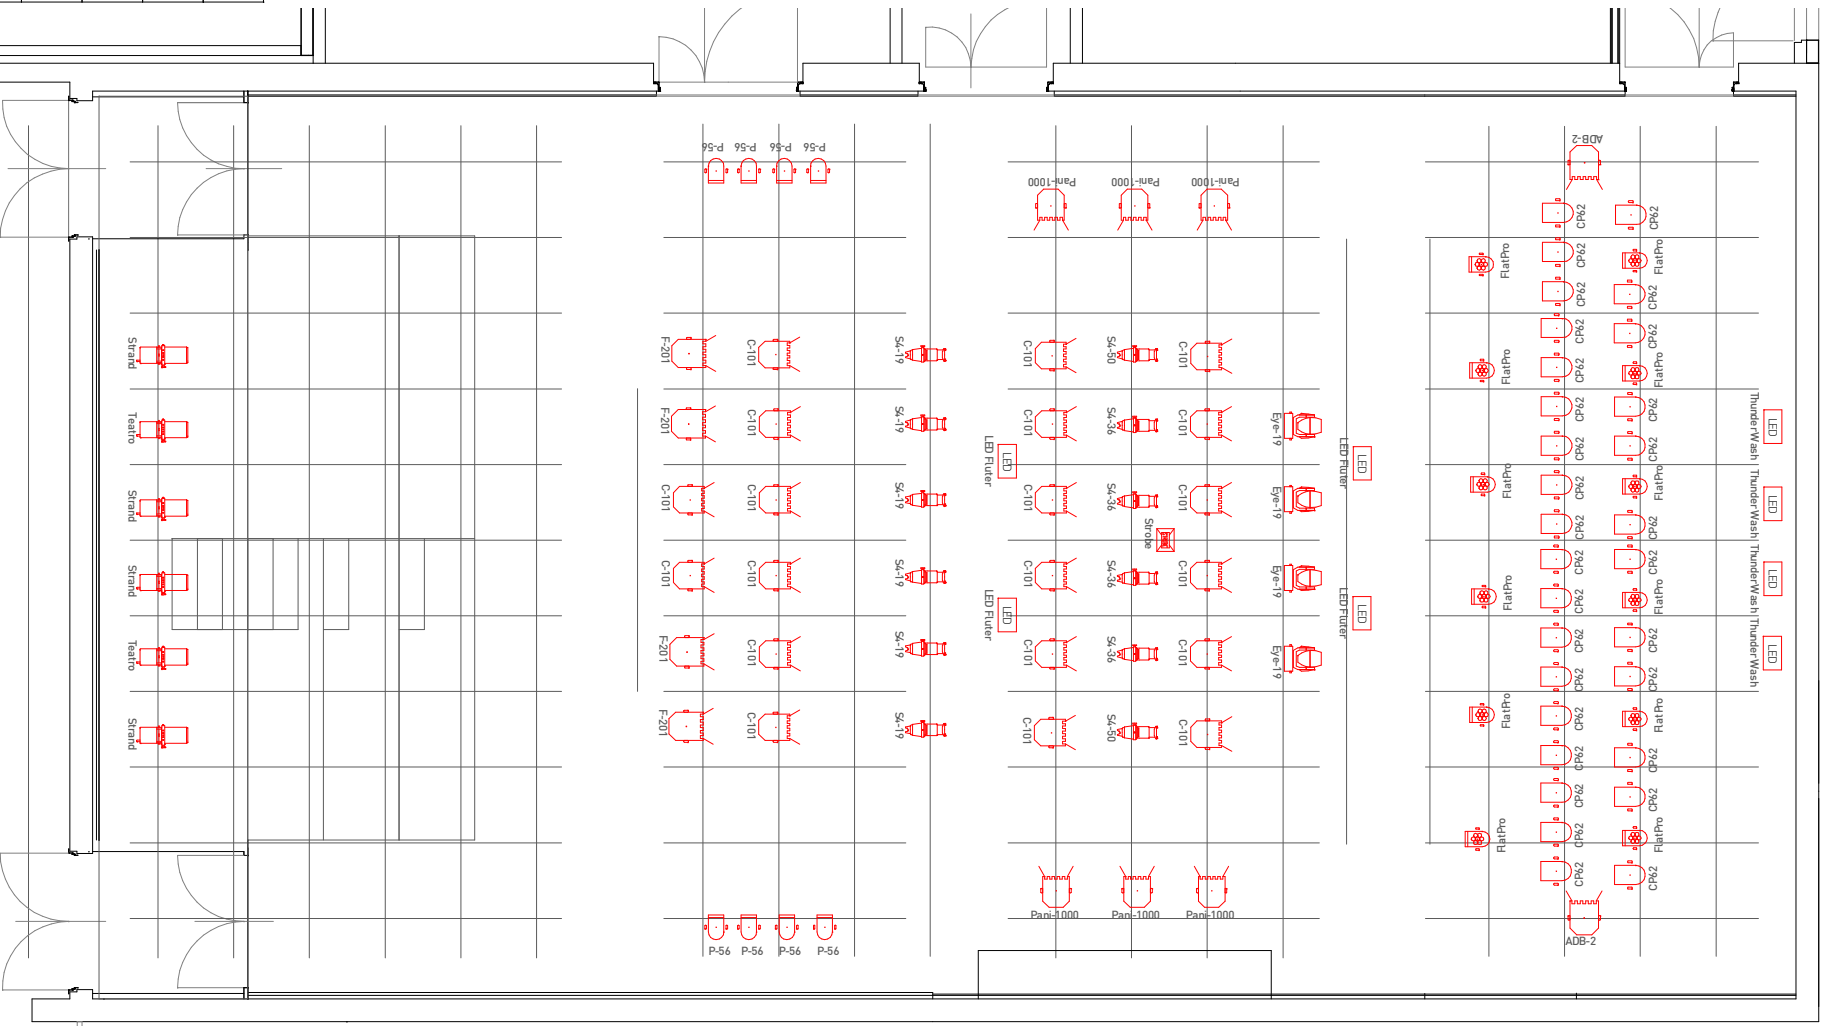 P-56 P-56 P-56 P-56
Pani-1000 Pani-1000 Pani-1000
ADB-2
CP62 CP62
CP62
FlatPro FlatPro
CP62 CP62
CP62 CP62
Strand
F-201
C-101
S4-19
C-101
S4-50
C-101
FlatPro
CP62
FlatPro
Teatro
F-201
C-101
S4-19
C-101
S4-36
C-101
Eye-19
CP62 CP62
ThunderWash
LED
LED Fluter
LED
LED Fluter
LED
CP62 CP62
Strand
C-101
C-101
S4-19
C-101
S4-36
C-101
Eye-19
FlatPro
CP62
FlatPro
ThunderWash
LED
Strobe
CP62 CP62
CP62 CP62
Strand
C-101
C-101
S4-19
C-101
S4-36
C-101
Eye-19
FlatPro
CP62
FlatPro
ThunderWash
LED
LED Fluter
LED
LED Fluter
LED
CP62 CP62
Teatro
F-201
C-101
S4-19
C-101
S4-36
C-101
Eye-19
CP62 CP62
ThunderWash
LED
Strand
F-201
C-101
S4-19
C-101
S4-50
C-101
FlatPro
CP62
FlatPro
CP62 CP62
CP62 CP62
FlatPro
CP62
FlatPro
CP62 CP62
Pani-1000 Pani-1000 Pani-1000
P-56 P-56 P-56 P-56
ADB-2